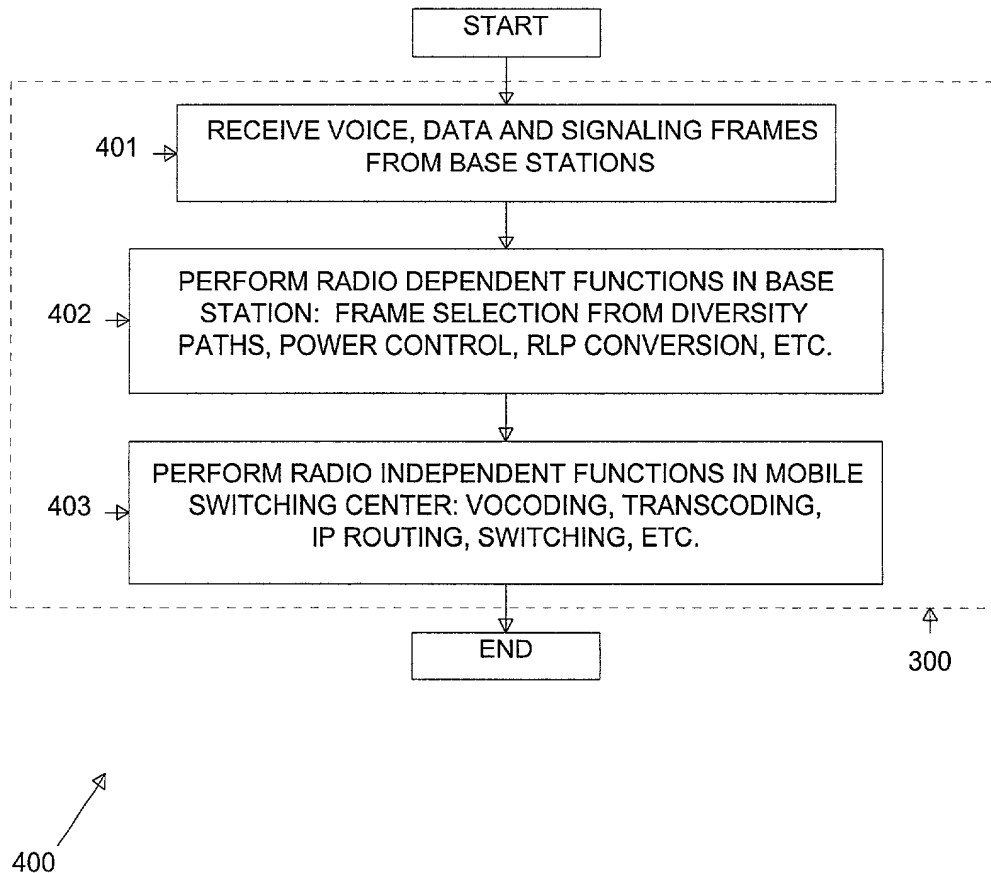 START
401
RECEIVE VOICE, DATA AND SIGNALING FRAMES
FROM BASE STATIONS
402
PERFORM RADIO DEPENDENT FUNCTIONS IN BASE
STATION: FRAME SELECTION FROM DIVERSITY
PATHS, POWER CONTROL, RLP CONVERSION, ETC.
403
PERFORM RADIO INDEPENDENT FUNCTIONS IN MOBILE
SWITCHING CENTER: VOCODING, TRANSCODING,
IP ROUTING, SWITCHING, ETC.
END
300
400